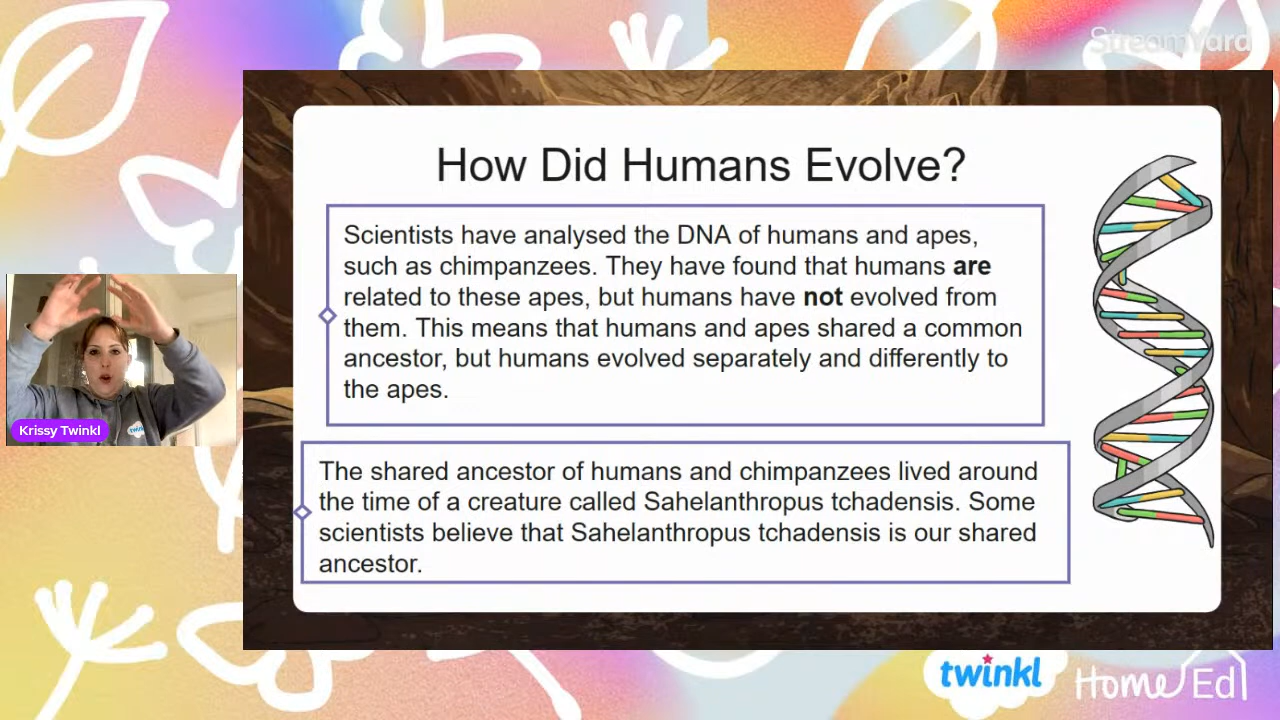 StreamYard
How Did Humans Evolve?
Scientists have analysed the DNA of humans and apes,
such as chimpanzees. They have found that humans are
related to these apes, but humans have not evolved from
them. This means that humans and apes shared a common
ancestor, but humans evolved separately and differently to
the apes.
Krissy Twinkl
The shared ancestor of humans and chimpanzees lived around
the time of a creature called Sahelanthropus tchadensis. Some
scientists believe that Sahelanthropus tchadensis is our shared
ancestor.
twinkl Home Ed